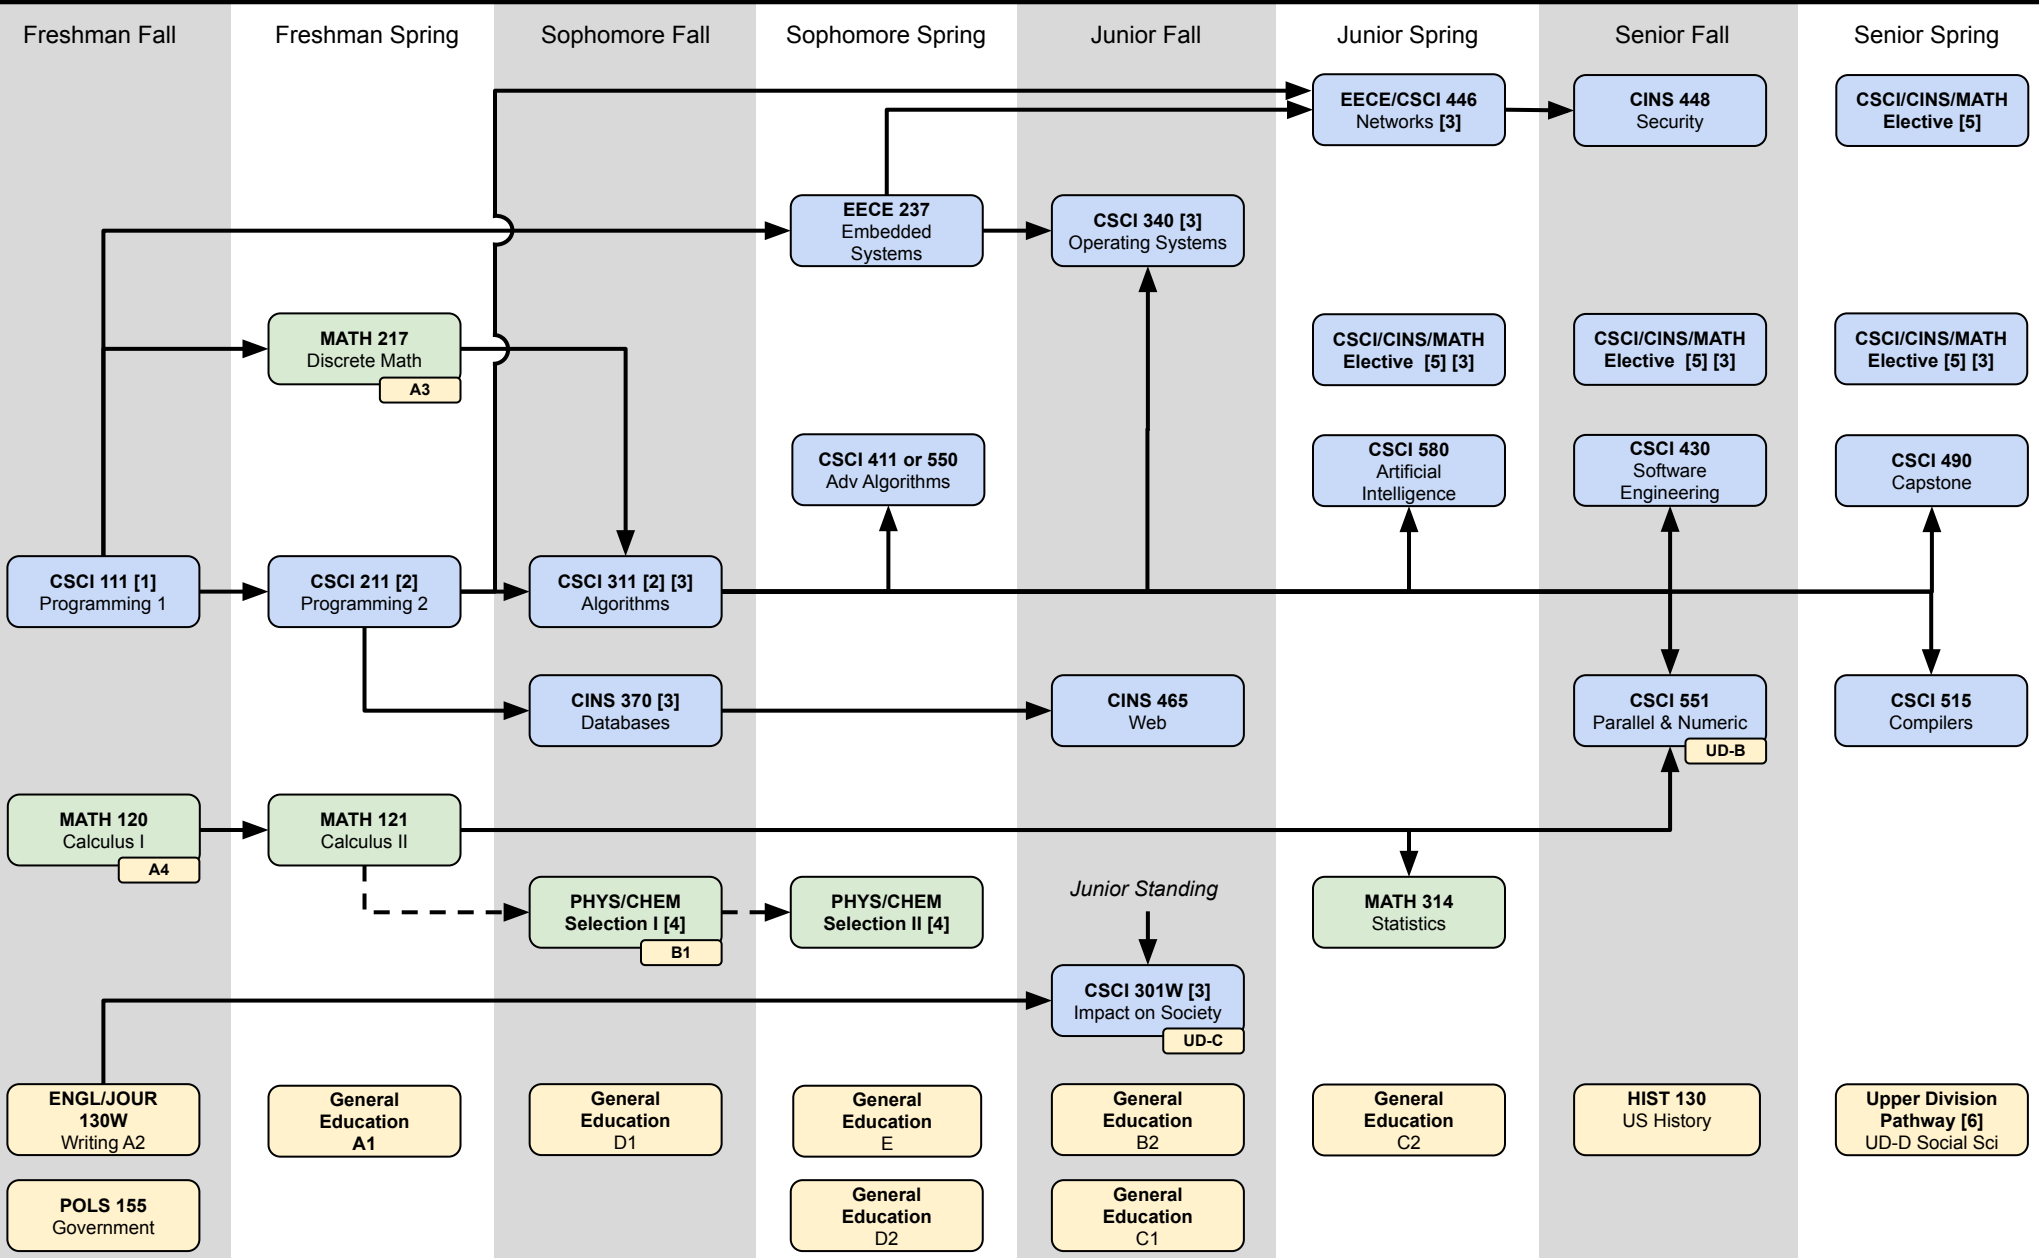 Freshman Fall
Freshman Spring
Sophomore Fall
Sophomore Spring
Junior Fall
Junior Spring
Senior Fall
Senior Spring
EECE/CSCI 446
Networks [3]
CINS 448
Security
CSCI/CINS/MATH
Elective [5]
EECE 237
Embedded
Systems
CSCI 340 [3]
Operating Systems
MATH 217
Discrete Math
A3
CSCI/CINS/MATH
Elective [5] [3]
CSCI/CINS/MATH
Elective [5] [3]
CSCI/CINS/MATH
Elective [5] [3]
CSCI 411 or 550
Adv Algorithms
CSCI 580
Artificial
Intelligence
CSCI 430
Software
Engineering
CSCI 490
Capstone
CSCI 111 [1]
Programming 1
CSCI 211 [2]
Programming 2
CSCI 311 [2] [3]
Algorithms
CINS 370 [3]
Databases
CINS 465
Web
CSCI 551
Parallel & Numeric
UD-B
CSCI 515
Compilers
MATH 120
Calculus I
A4
MATH 121
Calculus II
PHYS/CHEM
Selection I [4]
B1
PHYS/CHEM
Selection II [4]
Junior Standing
MATH 314
Statistics
CSCI 301W [3]
Impact on Society
UD-C
ENGL/JOUR
130W
Writing A2
General
Education
A1
General
Education
D1
General
Education
E
General
Education
B2
General
Education
C2
HIST 130
US History
Upper Division
Pathway [6]
UD-D Social Sci
POLS 155
Government
General
Education
D2
General
Education
C1